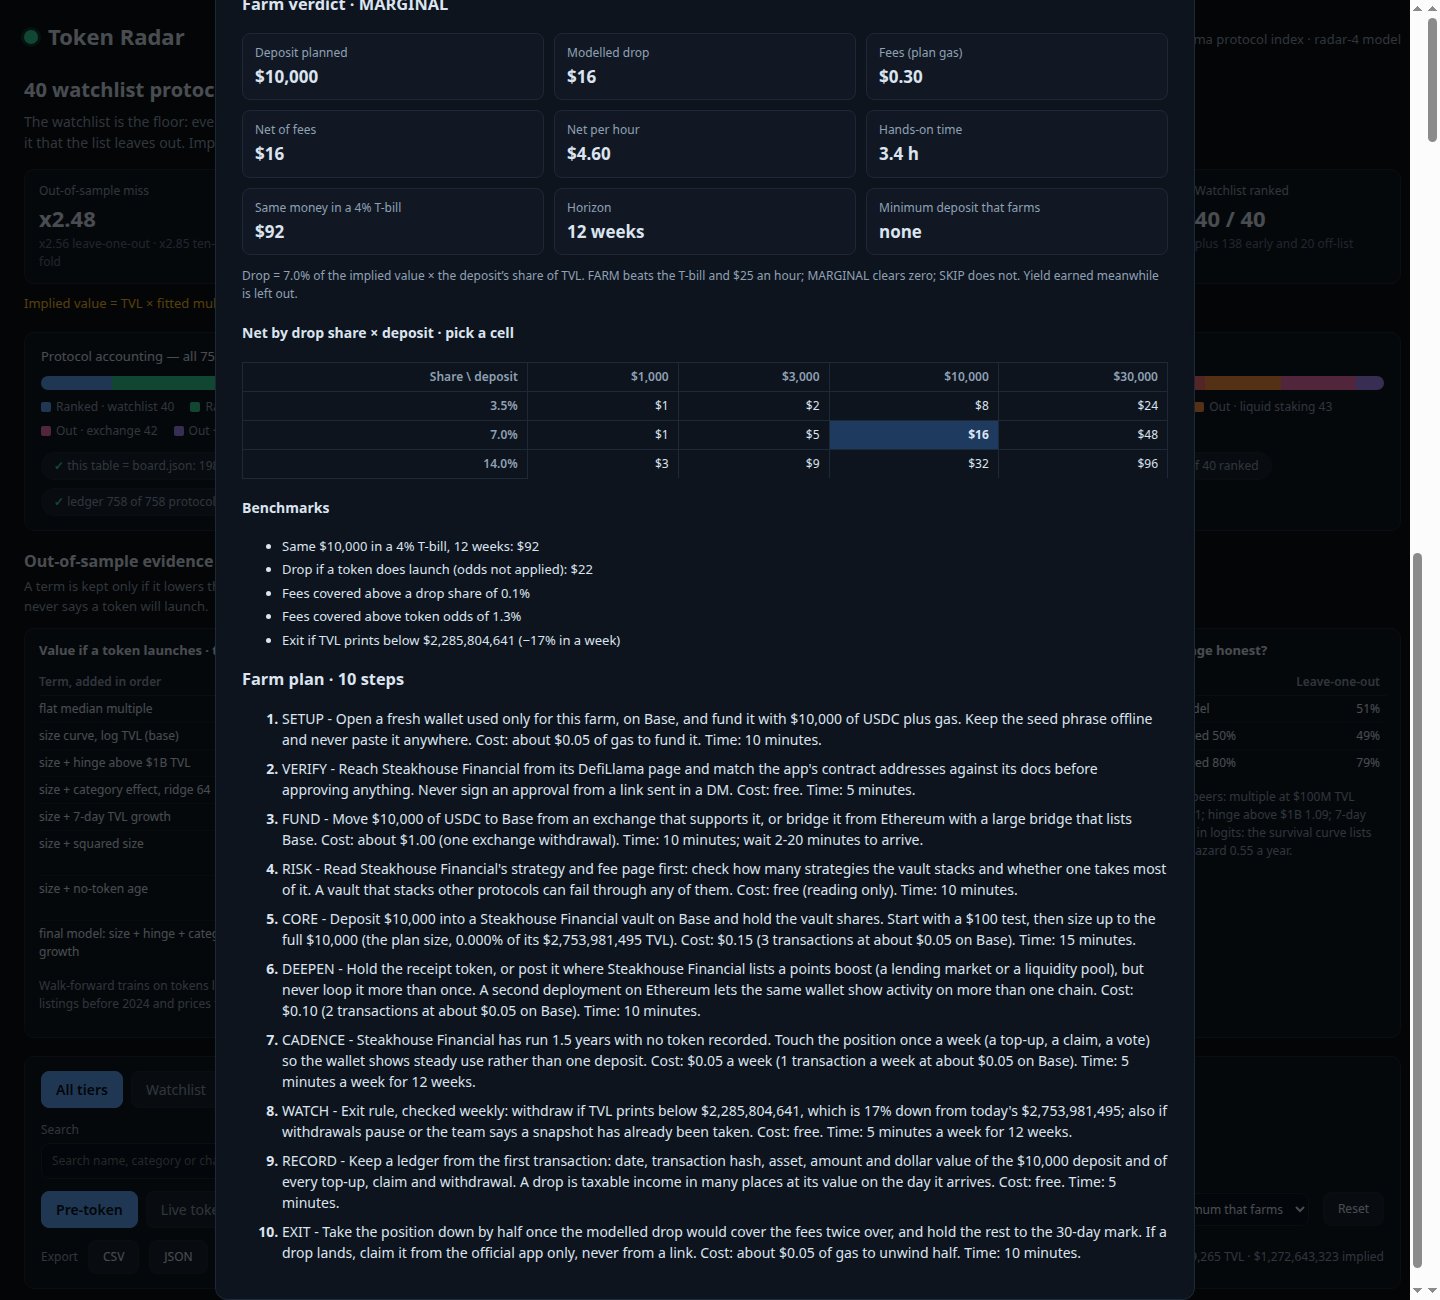 Farm verdict · MARGINAL
Token Radar
ma protocol index · radar-4 model
40 watchlist protoc
The watchlist is the floor: eve
it that the list leaves out. Imp
Deposit planned
$10,000
Modelled drop
$16
Fees (plan gas)
$0.30
Net of fees
$16
Net per hour
$4.60
Hands-on time
3.4 h
Same money in a 4% T-bill
$92
Horizon
12 weeks
Minimum deposit that farms
none
Out-of-sample miss
x2.48
x2.56 leave-one-out · x2.85 ten-
fold
Watchlist ranked
40 / 40
plus 138 early and 20 off-list
Drop = 7.0% of the implied value × the deposit's share of TVL. FARM beats the T-bill and $25 an hour; MARGINAL clears zero; SKIP does not. Yield earned meanwhile
is left out.
Implied value = TVL × fitted mul
Net by drop share × deposit · pick a cell
Share \ deposit $1,000 $3,000 $10,000 $30,000
3.5% $1 $2 $8 $24
7.0% $1 $5 $16 $48
14.0% $3 $9 $32 $96
Protocol accounting — all 75
Ranked · watchlist 40 Ra
Out · exchange 42 Out ·
Out · liquid staking 43
✓ this table = board.json: 198
f 40 ranked
✓ ledger 758 of 758 protocol
Benchmarks
Same $10,000 in a 4% T-bill, 12 weeks: $92
Drop if a token does launch (odds not applied): $22
Fees covered above a drop share of 0.1%
Fees covered above token odds of 1.3%
Exit if TVL prints below $2,285,804,641 (−17% in a week)
Out-of-sample evidence
A term is kept only if it lowers th
never says a token will launch.
Farm plan · 10 steps
1. SETUP - Open a fresh wallet used only for this farm, on Base, and fund it with $10,000 of USDC plus gas. Keep the seed phrase offline
and never paste it anywhere. Cost: about $0.05 of gas to fund it. Time: 10 minutes.
2. VERIFY - Reach Steakhouse Financial from its DefiLlama page and match the app's contract addresses against its docs before
approving anything. Never sign an approval from a link sent in a DM. Cost: free. Time: 5 minutes.
3. FUND - Move $10,000 of USDC to Base from an exchange that supports it, or bridge it from Ethereum with a large bridge that lists
Base. Cost: about $1.00 (one exchange withdrawal). Time: 10 minutes; wait 2-20 minutes to arrive.
4. RISK - Read Steakhouse Financial's strategy and fee page first: check how many strategies the vault stacks and whether one takes most
of it. A vault that stacks other protocols can fail through any of them. Cost: free (reading only). Time: 10 minutes.
5. CORE - Deposit $10,000 into a Steakhouse Financial vault on Base and hold the vault shares. Start with a $100 test, then size up to the
full $10,000 (the plan size, 0.000% of its $2,753,981,495 TVL). Cost: $0.15 (3 transactions at about $0.05 on Base). Time: 15 minutes.
6. DEEPEN - Hold the receipt token, or post it where Steakhouse Financial lists a points boost (a lending market or a liquidity pool), but
never loop it more than once. A second deployment on Ethereum lets the same wallet show activity on more than one chain. Cost:
$0.10 (2 transactions at about $0.05 on Base). Time: 10 minutes.
7. CADENCE - Steakhouse Financial has run 1.5 years with no token recorded. Touch the position once a week (a top-up, a claim, a vote)
so the wallet shows steady use rather than one deposit. Cost: $0.05 a week (1 transaction a week at about $0.05 on Base). Time: 5
minutes a week for 12 weeks.
8. WATCH - Exit rule, checked weekly: withdraw if TVL prints below $2,285,804,641, which is 17% down from today's $2,753,981,495; also if
withdrawals pause or the team says a snapshot has already been taken. Cost: free. Time: 5 minutes a week for 12 weeks.
9. RECORD - Keep a ledger from the first transaction: date, transaction hash, asset, amount and dollar value of the $10,000 deposit and of
every top-up, claim and withdrawal. A drop is taxable income in many places at its value on the day it arrives. Cost: free. Time: 5
minutes.
10. EXIT - Take the position down by half once the modelled drop would cover the fees twice over, and hold the rest to the 30-day mark. If a
drop lands, claim it from the official app only, never from a link. Cost: about $0.05 of gas to unwind half. Time: 10 minutes.
Value if a token launches · t
Term, added in order
flat median multiple
size curve, log TVL (base)
size + hinge above $1B TVL
size + category effect, ridge 64
size + 7-day TVL growth
size + squared size
size + no-token age
final model: size + hinge + categ
growth
Walk-forward trains on tokens l
listings before 2024 and prices
ge honest?
Leave-one-out
del 51%
ed 50% 49%
ed 80% 79%
peers: multiple at $100M TVL
1; hinge above $1B 1.09; 7-day
in logits: the survival curve lists
azard 0.55 a year.
All tiers Watchlist
Search
Search name, category or cha
Pre-token Live toke
mum that farms Reset
Export CSV JSON
0,265 TVL · $1,272,643,323 implied